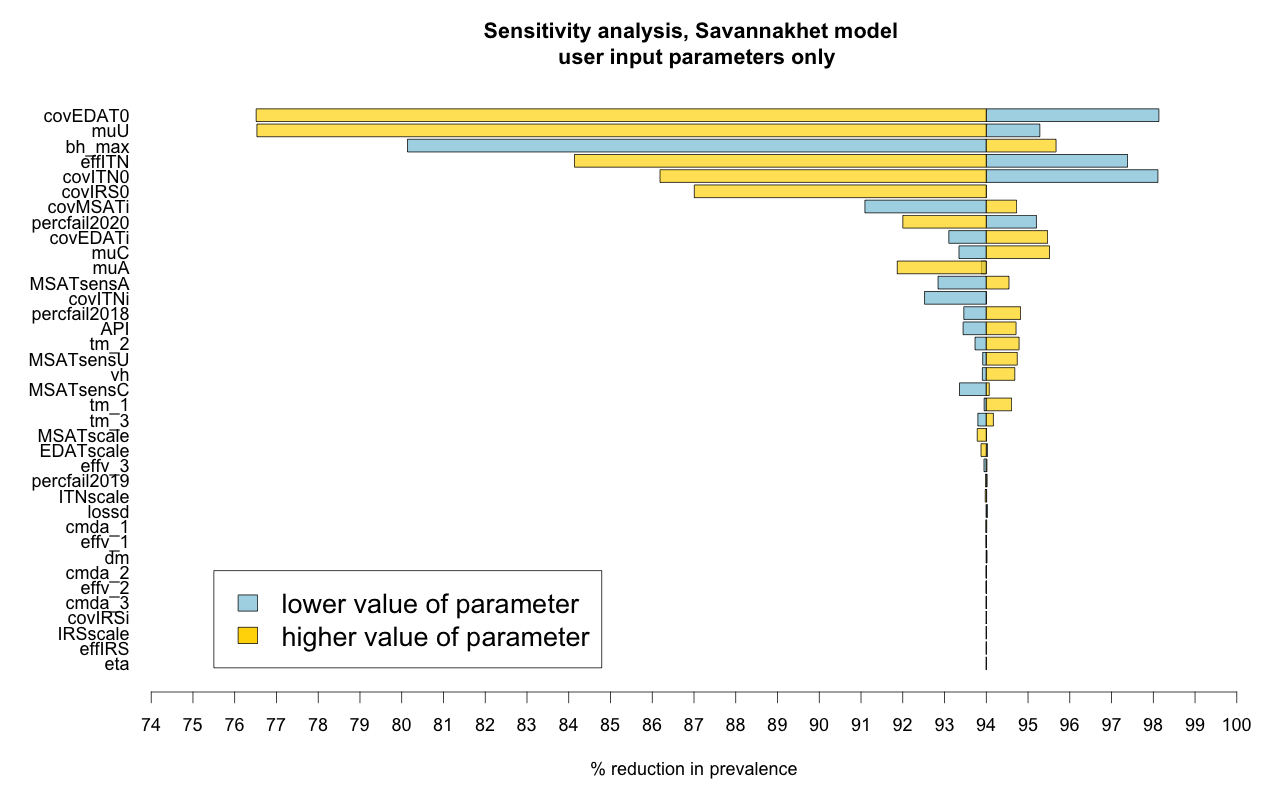 Sensitivity analysis, Savannakhet model
user input parameters only
covEDAT0
muU
bh_max
effITN
covITN0
covIRS0
covMSATi
percfail2020
covEDATi
muC
muA
MSATsensA
covITNi
percfail2018
API
tm_2
MSATsensU
vh
MSATsensC
tm_1
tm_3
MSATscale
EDATscale
effv_3
percfail2019
ITNscale
lossd
cmda_1
effv_1
dm
cmda_2
effv_2
cmda_3
covIRSi
IRSscale
effIRS
eta
lower value of parameter
higher value of parameter
74 75 76 77 78 79 80 81 82 83 84 85 86 87 88 89 90 91 92 93 94 95 96 97 98 99 100
% reduction in prevalence